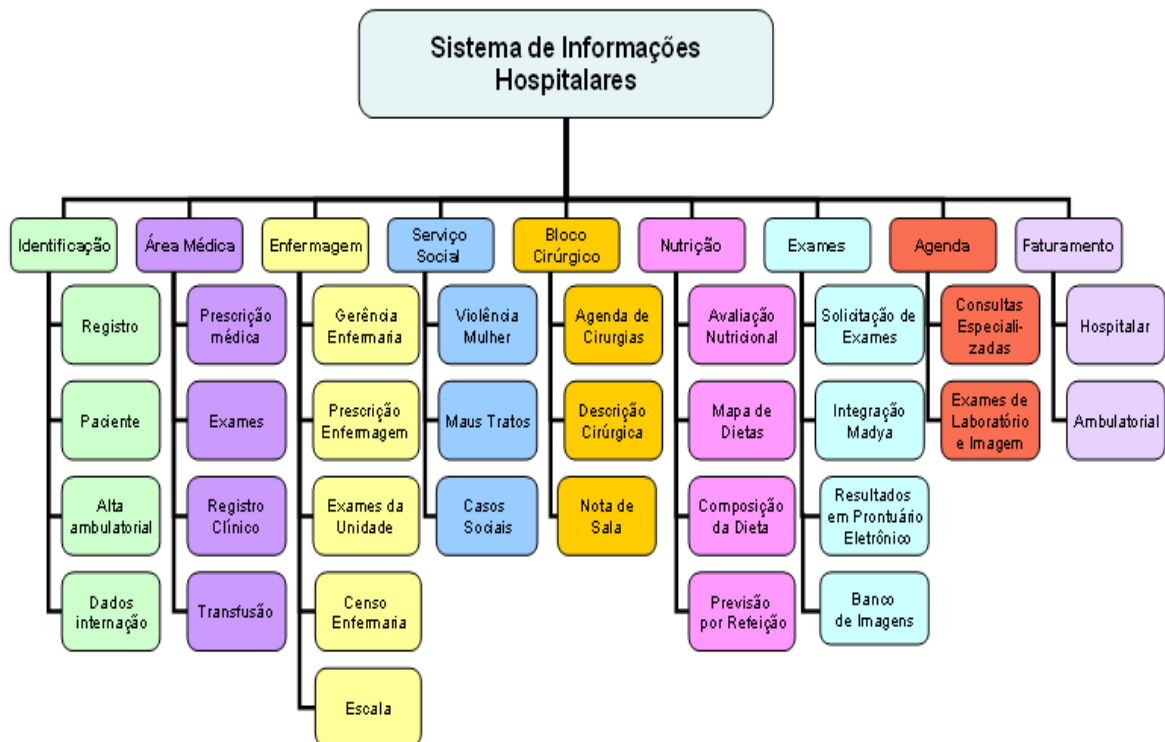 Sistema de Informações
Hospitalares
Identificação
Área Médica
Enfermagem
Serviço
Social
Bloco
Cirúrgico
Nutrição
Exames
Agenda
Faturamento
Registro
Paciente
Alta
ambulatorial
Dados
internação
Prescrição
médica
Exames
Registro
Clínico
Transfusão
Gerência
Enfermaria
Prescrição
Enfermagem
Exames da
Unidade
Censo
Enfermaria
Escala
Violência
Mulher
Maus Tratos
Casos
Sociais
Agenda de
Cirurgias
Descrição
Cirúrgica
Nota de
Sala
Avaliação
Nutricional
Mapa de
Dietas
Composição
da Dieta
Previsão
por Refeição
Solicitação de
Exames
Integração
Madya
Resultados
em Prontuário
Eletrônico
Banco
de Imagens
Consultas
Especiali-
zadas
Exames de
Laboratório
e Imagem
Hospitalar
Ambulatorial